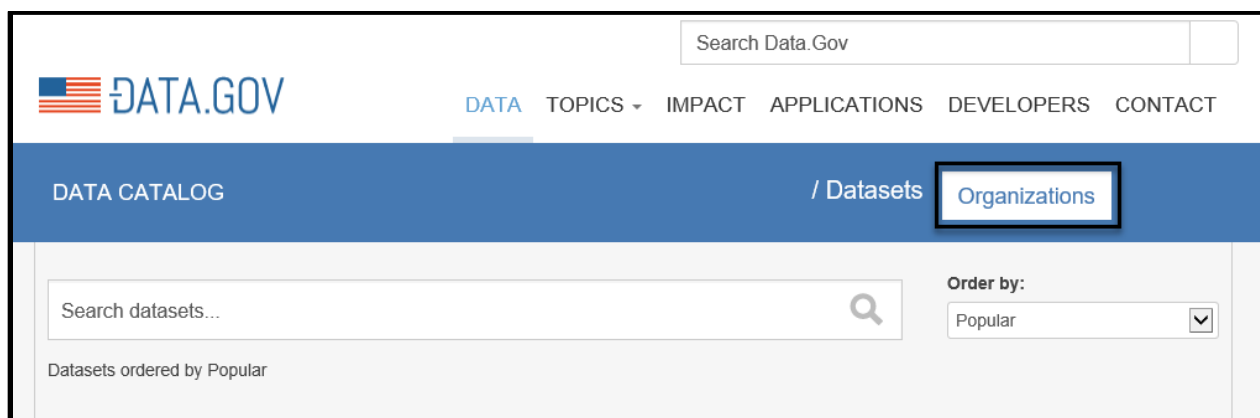 Search Data.Gov
DATA.GOV
DATA TOPICS IMPACT APPLICATIONS DEVELOPERS CONTACT
DATA CATALOG / Datasets Organizations
Order by:
Search datasets... Popular
Datasets ordered by Popular